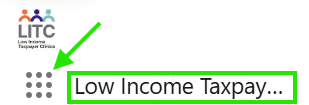 LITC
Low Income
Taxpayer Clinics
Low Income Taxpay...